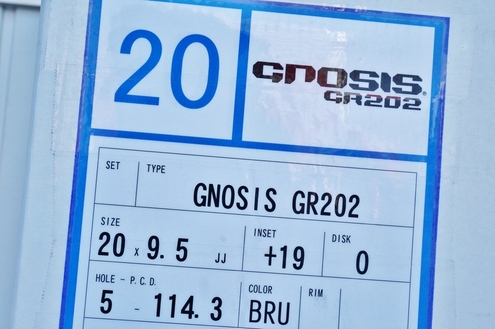 20
GNOSIS
GR202
SET TYPE
GNOSIS GR202
SIZE INSET DISK
20 x 9.5 JJ +19 0
HOLE - P.C.D. COLOR RIM
5 - 114.3 BRU